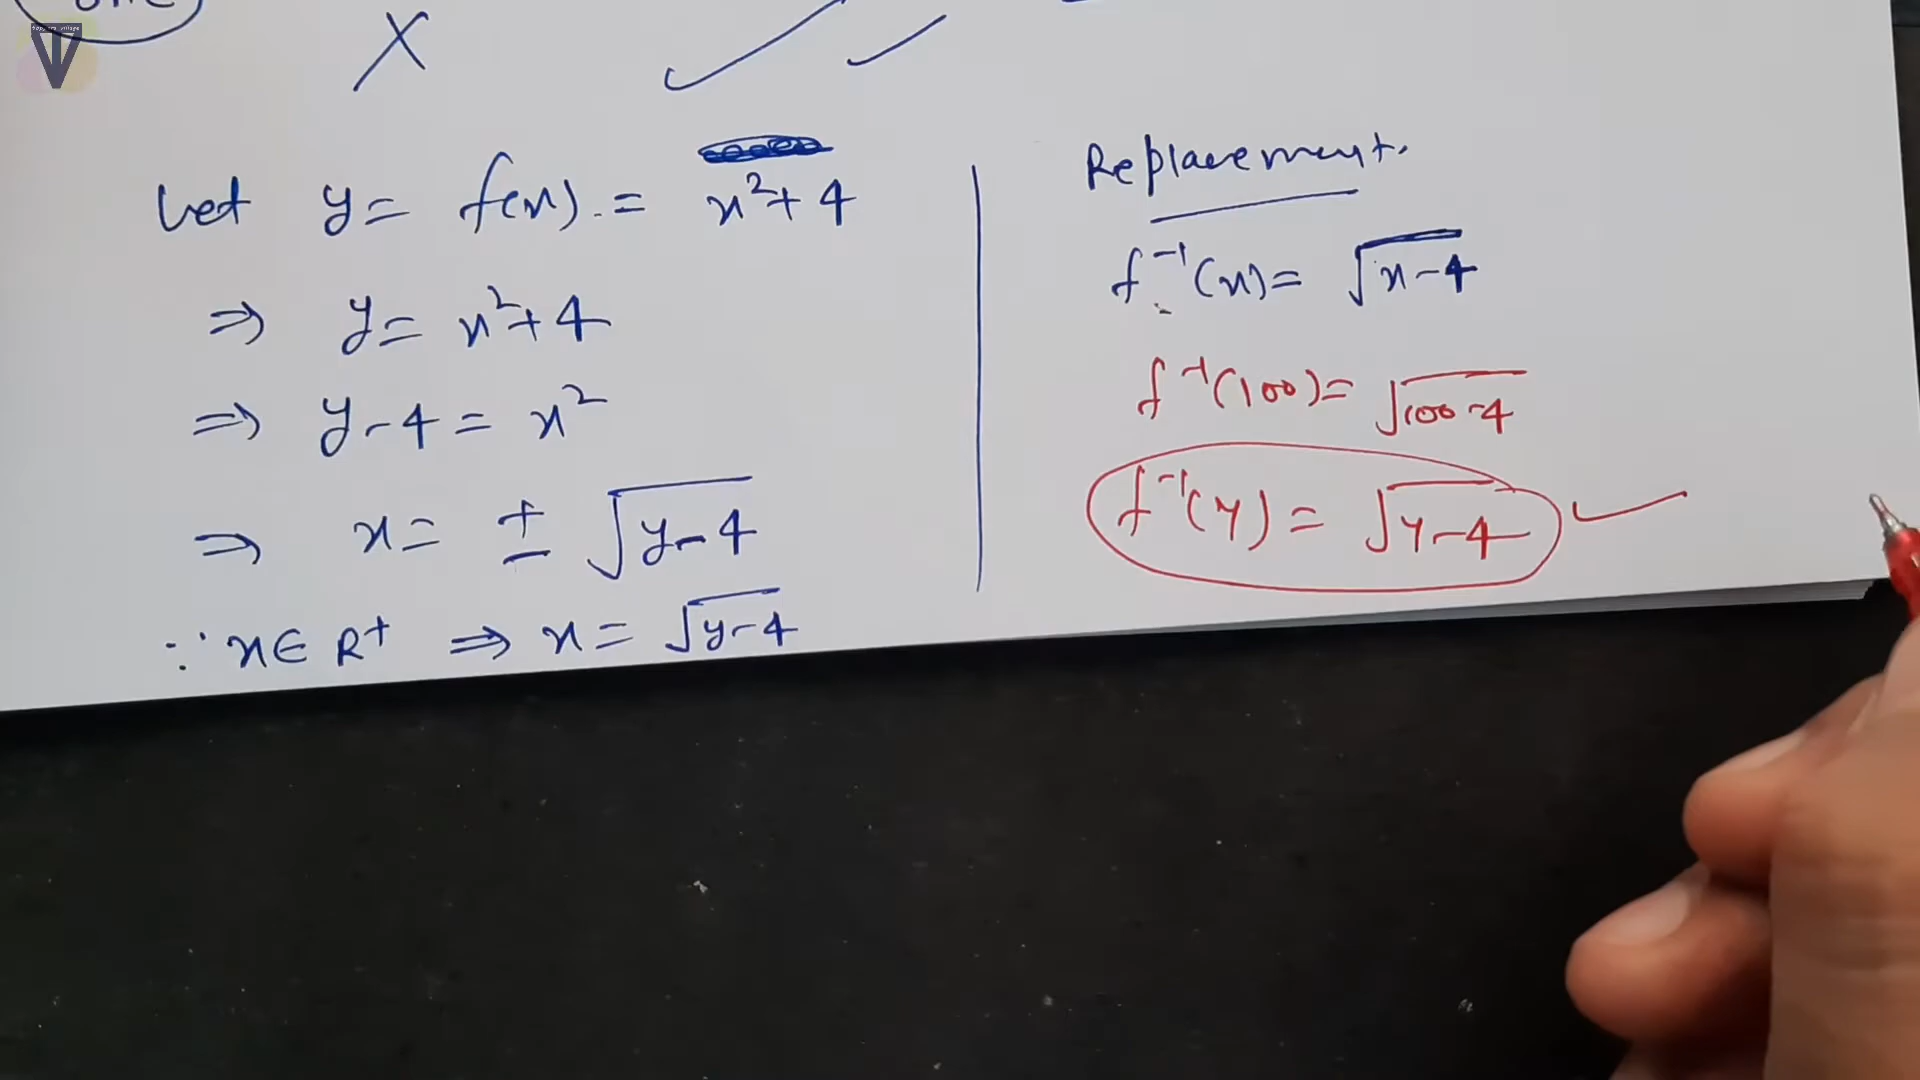 Let y = f(x) = x²+4
⇒ y = x²+4
⇒ y-4 = x²
⇒ x = ± √y-4
∵ x∈R⁺ ⇒ x = √y-4
Replacement.
f⁻¹(x) = √x-4
f⁻¹(100) = √100-4
f⁻¹(y) = √y-4